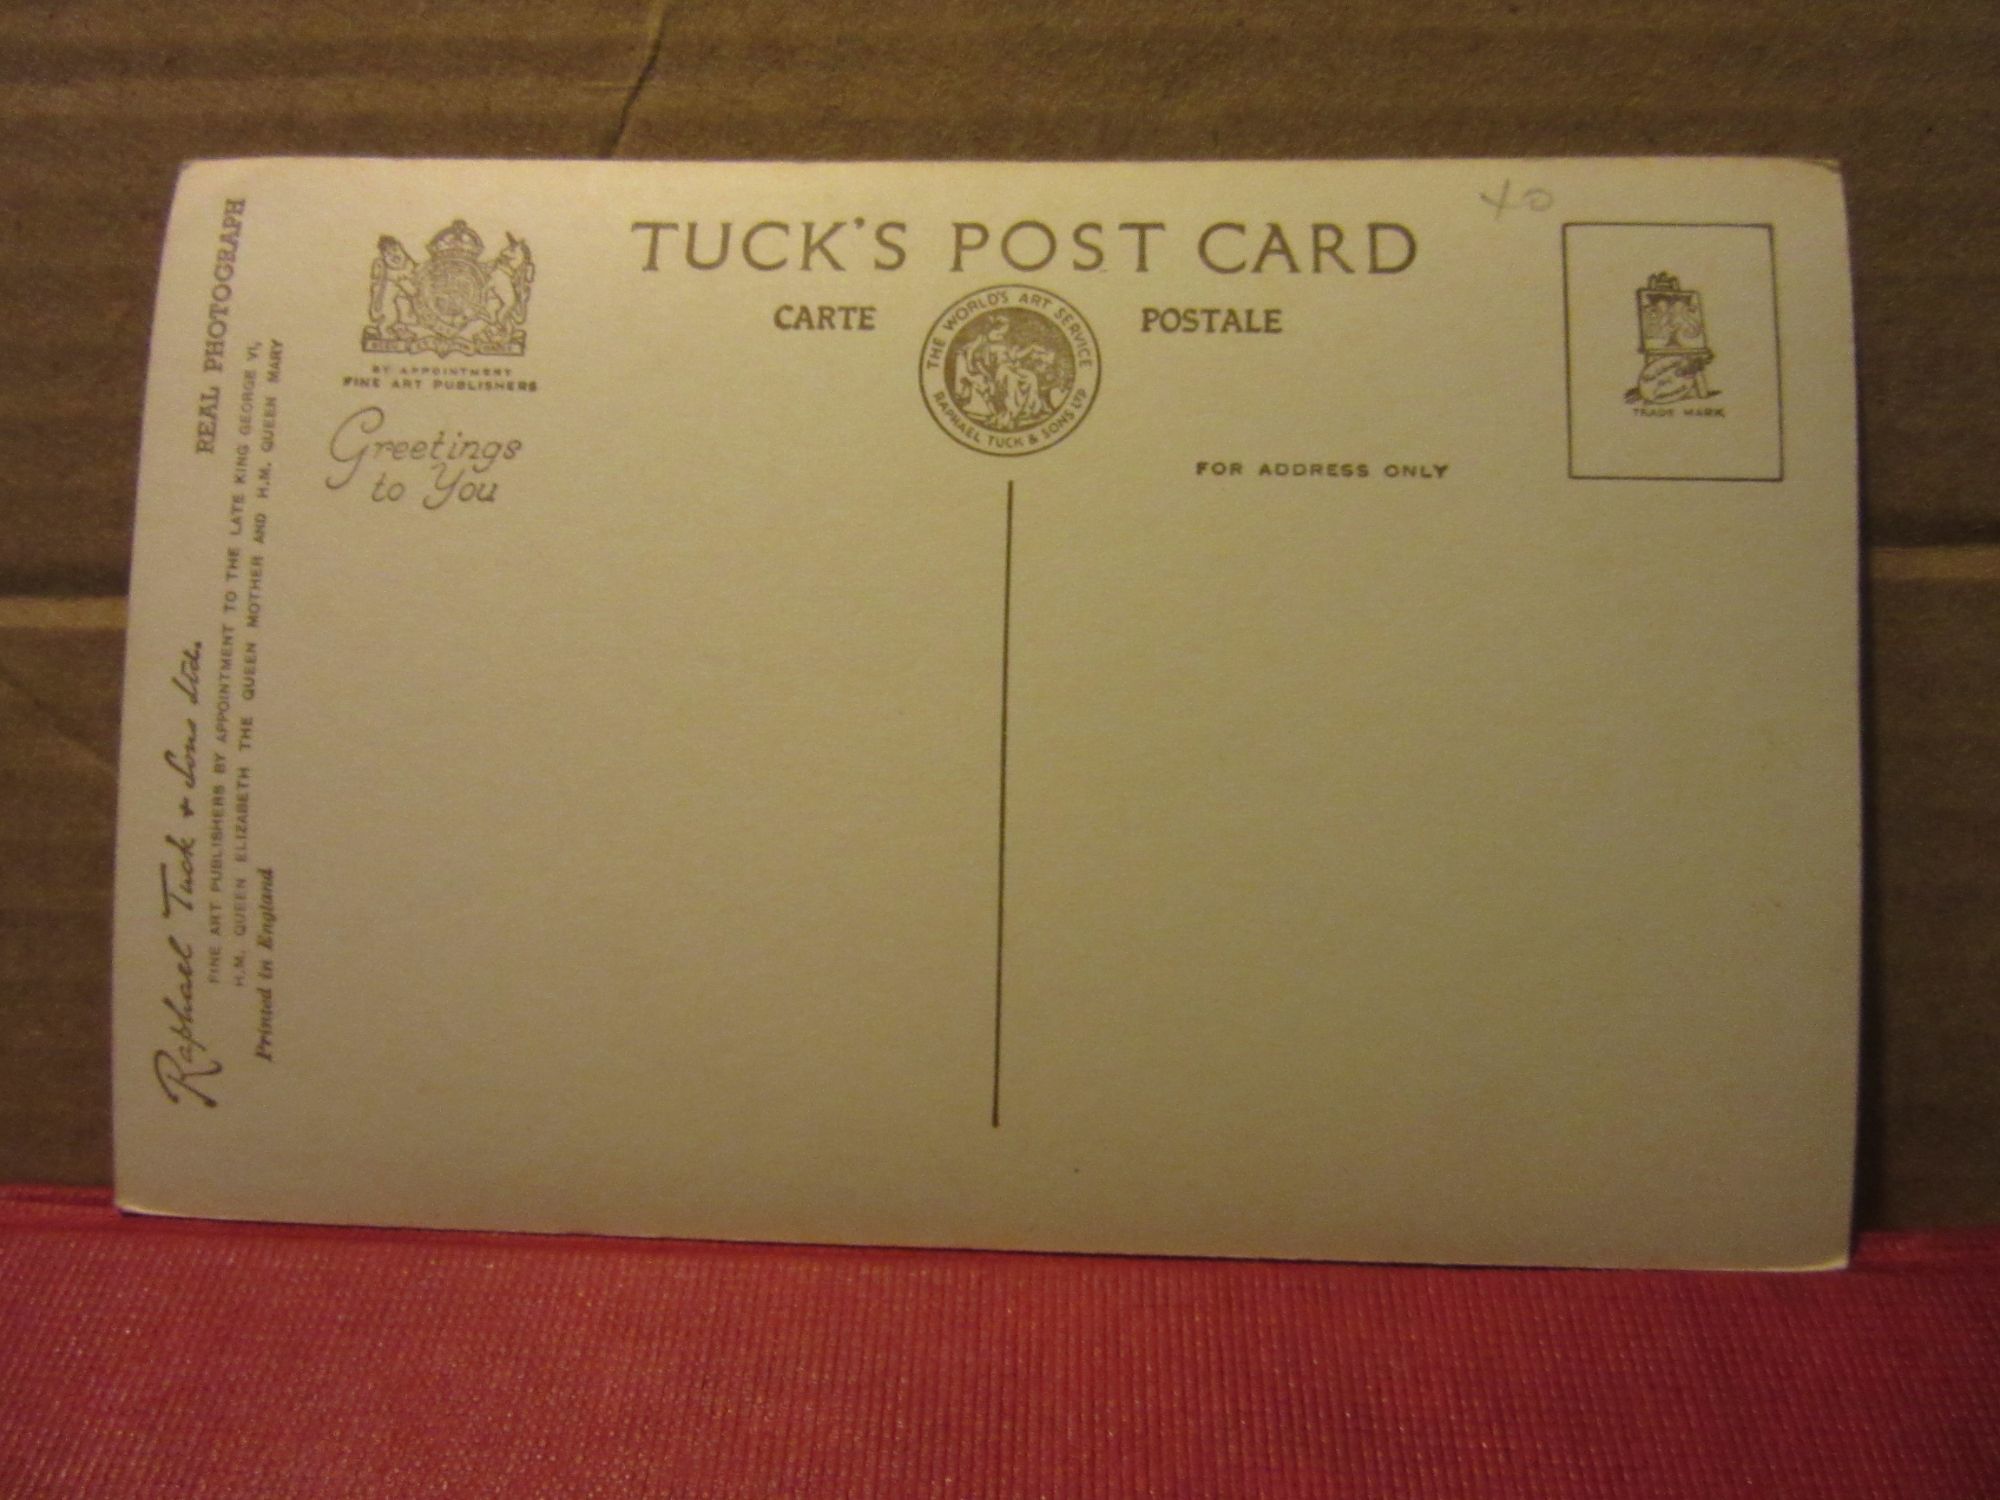 REAL PHOTOGRAPH
Raphael Tuck & Sons Ltd.
FINE ART PUBLISHERS BY APPOINTMENT TO THE LATE KING GEORGE VI,
H.M. QUEEN ELIZABETH THE QUEEN MOTHER AND H.M. QUEEN MARY
Printed in England
BY APPOINTMENT
FINE ART PUBLISHERS
Greetings
to You
TUCK'S POST CARD
CARTE POSTALE
THE WORLD'S ART SERVICE
RAPHAEL TUCK & SONS LTD
FOR ADDRESS ONLY
40
TRADE MARK